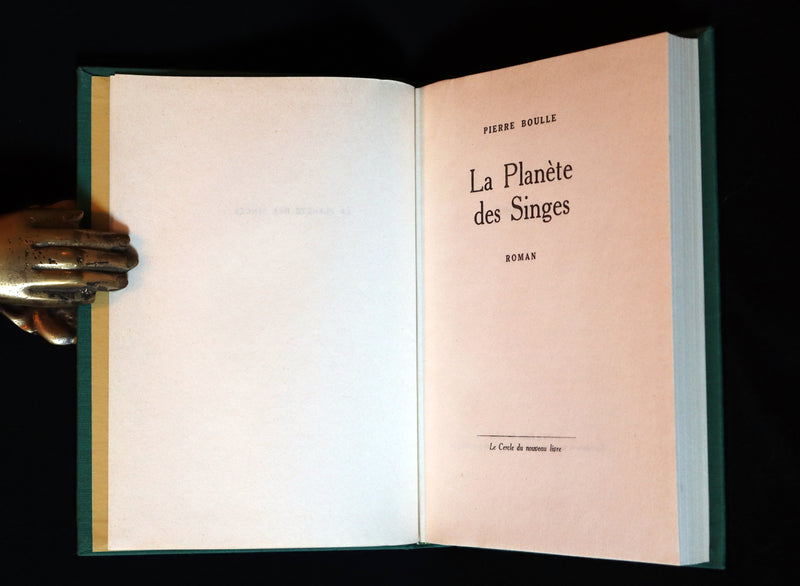 PIERRE BOULLE
La Planète
des Singes
ROMAN
Le Cercle du nouveau livre